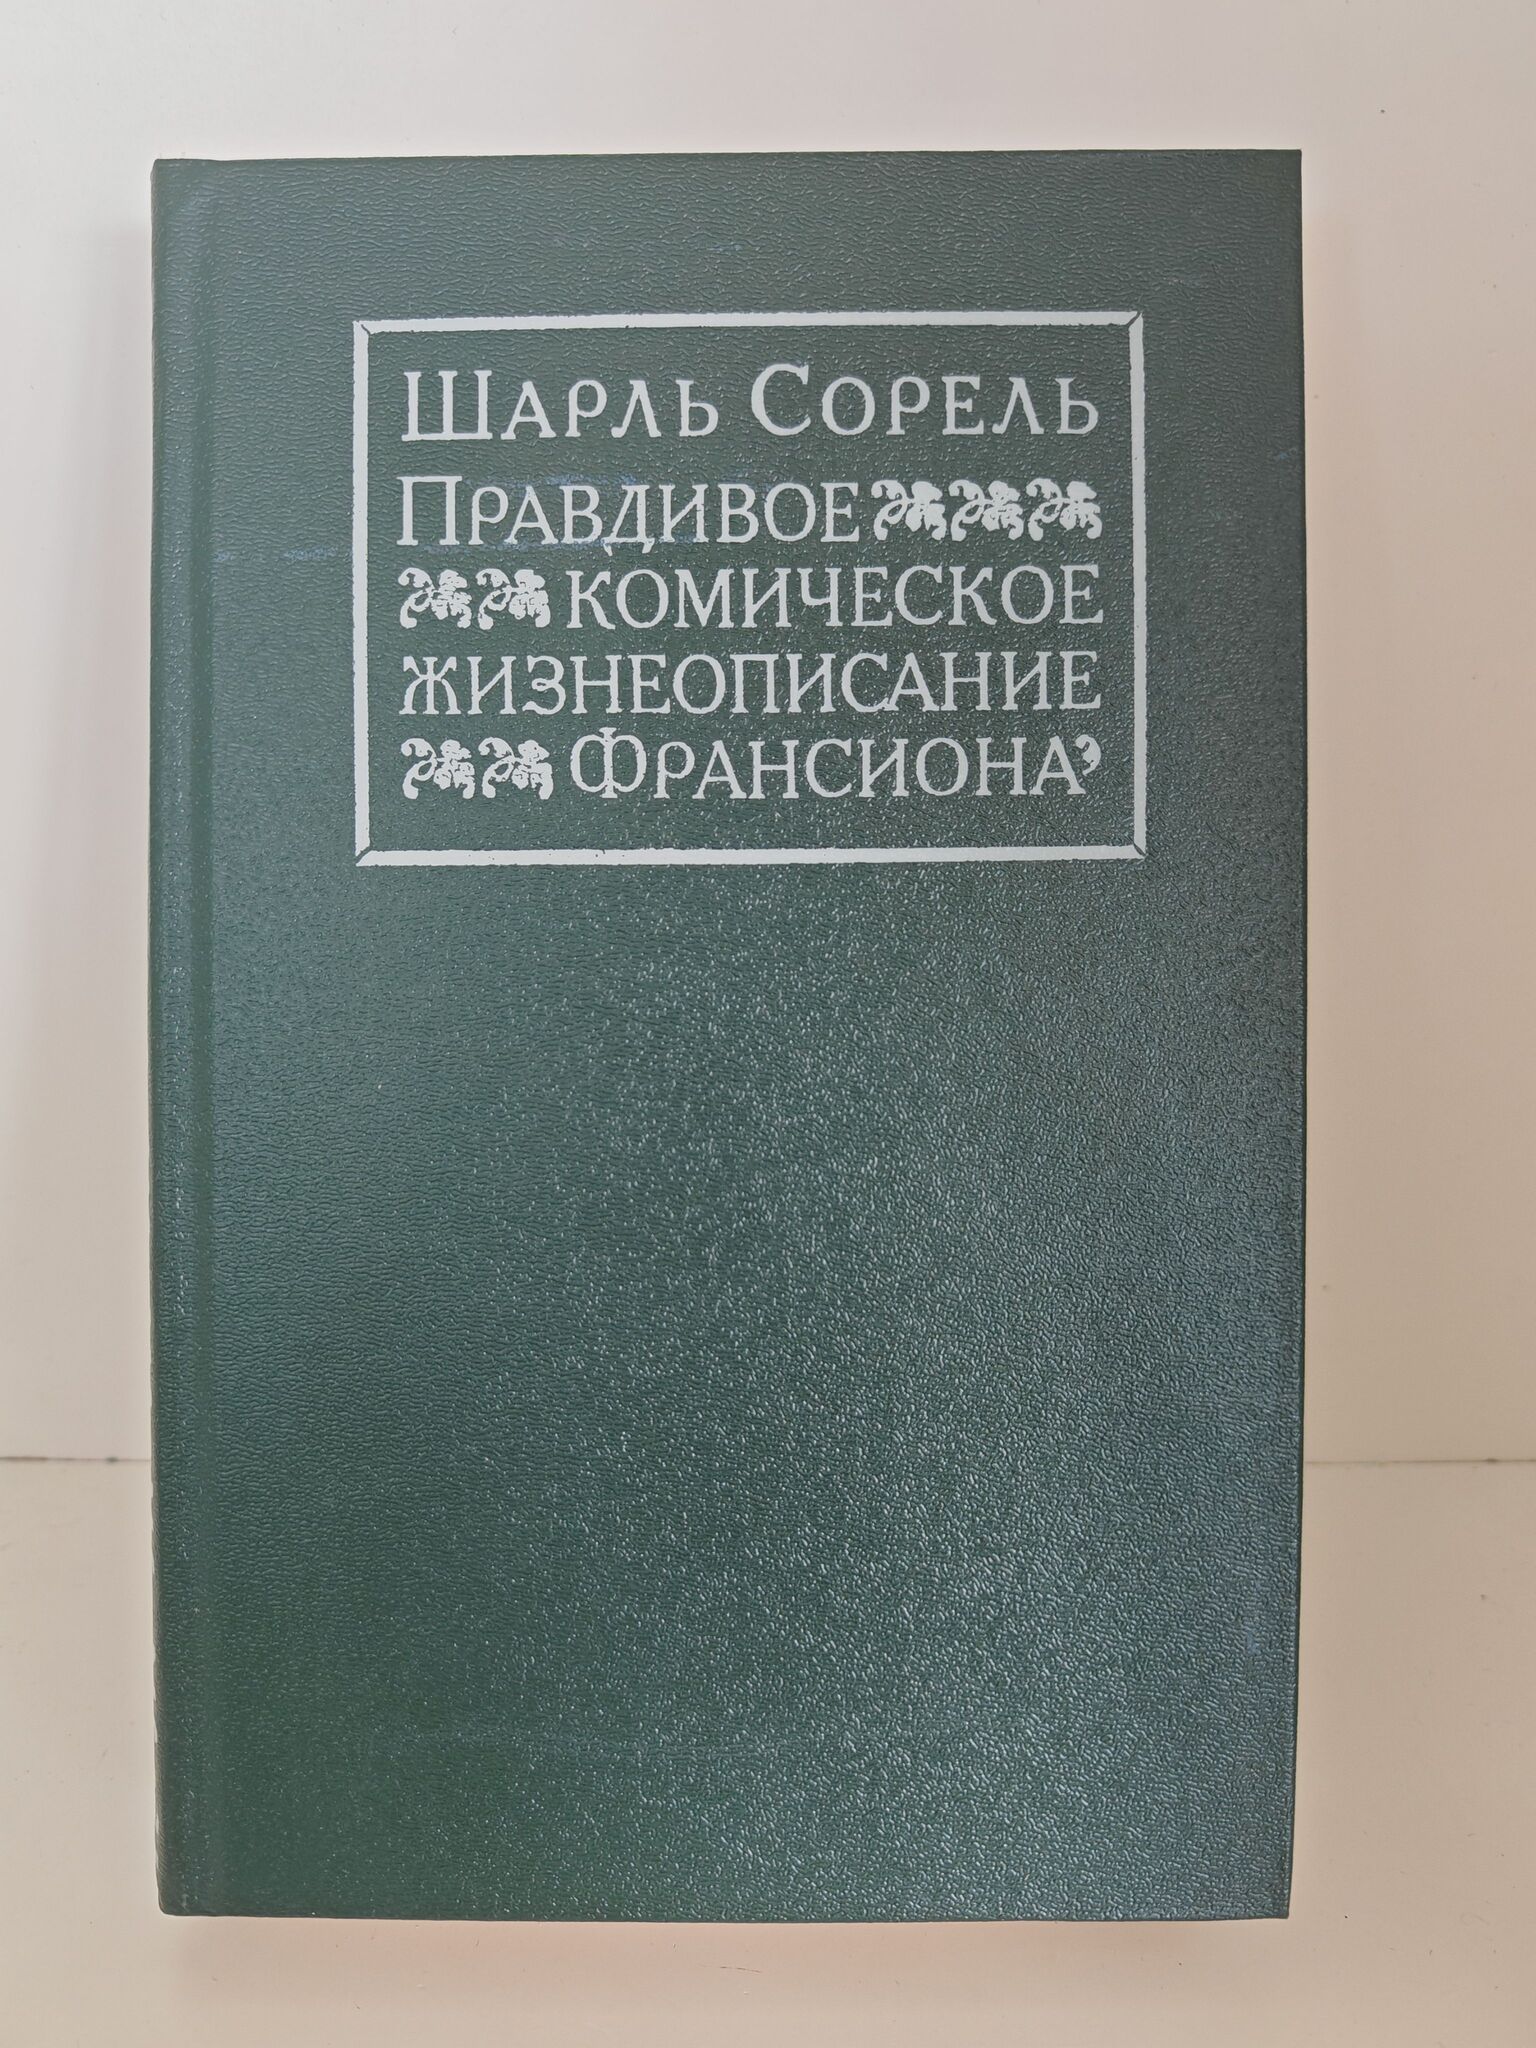 Шарль Сорель
Правдивое
комическое
жизнеописание
Франсиона